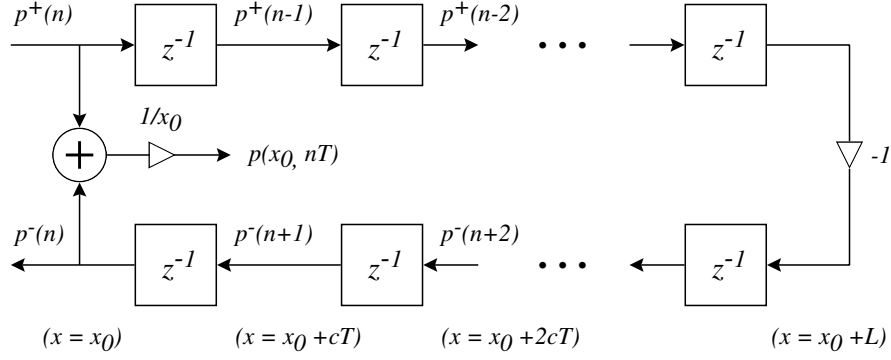 p⁺(n) p⁺(n-1) p⁺(n-2)
z⁻¹ z⁻¹ z⁻¹
1/x₀
+ p(x₀, nT) -1
p⁻(n) p⁻(n+1) p⁻(n+2)
z⁻¹ z⁻¹ z⁻¹
(x = x₀) (x = x₀ +cT) (x = x₀ +2cT) (x = x₀ +L)